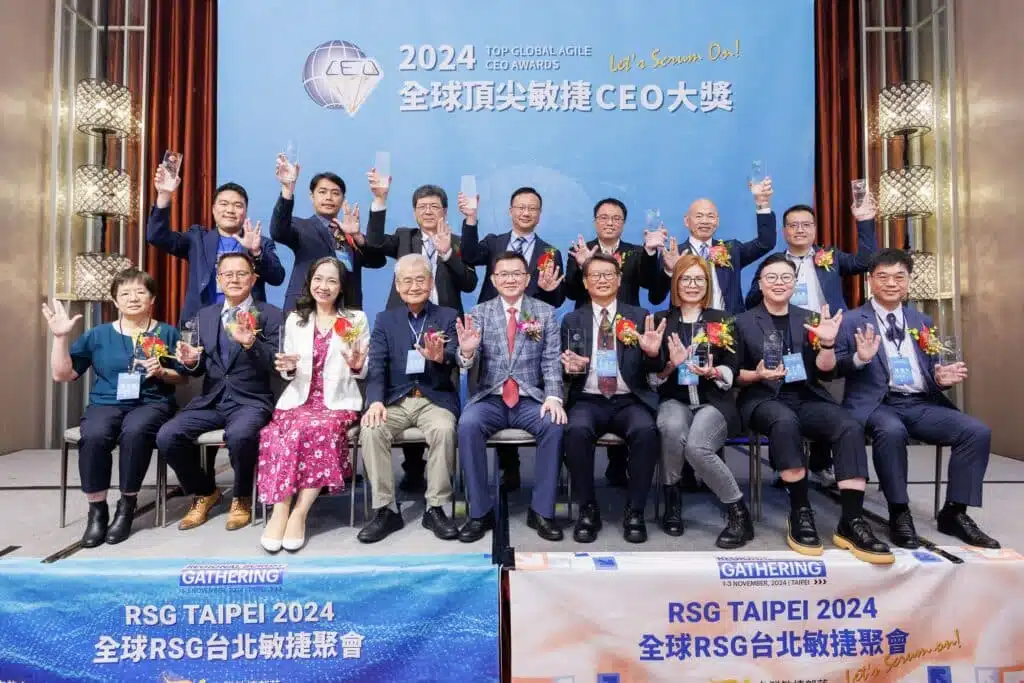 CEO
2024
TOP GLOBAL AGILE
CEO AWARDS
Let's Scrum On!
全球頂尖敏捷CEO大獎
REGIONAL SCRUM
GATHERING
1-3 NOVEMBER, 2024 | TAIPEI
RSG TAIPEI 2024
全球RSG台北敏捷聚會
GATHERING
1-3 NOVEMBER, 2024 | TAIPEI
RSG TAIPEI 2024
全球RSG台北敏捷聚會
Let's Scrum on!